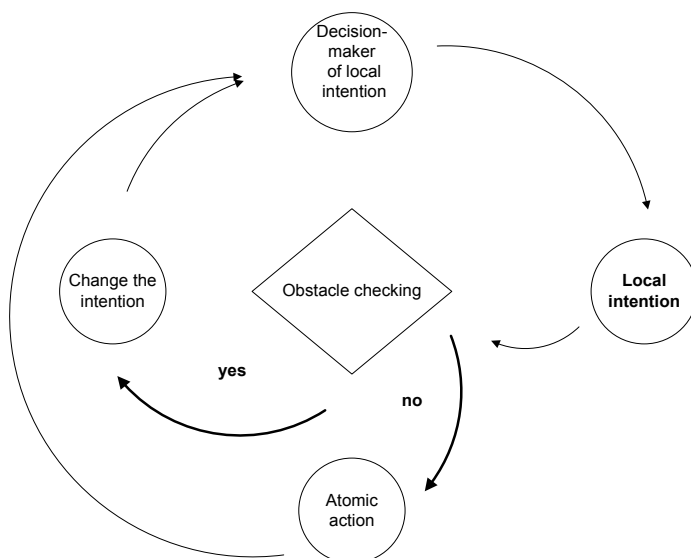 Decision-
maker
of local
intention
Change the
intention
Obstacle checking
Local
intention
yes
no
Atomic
action